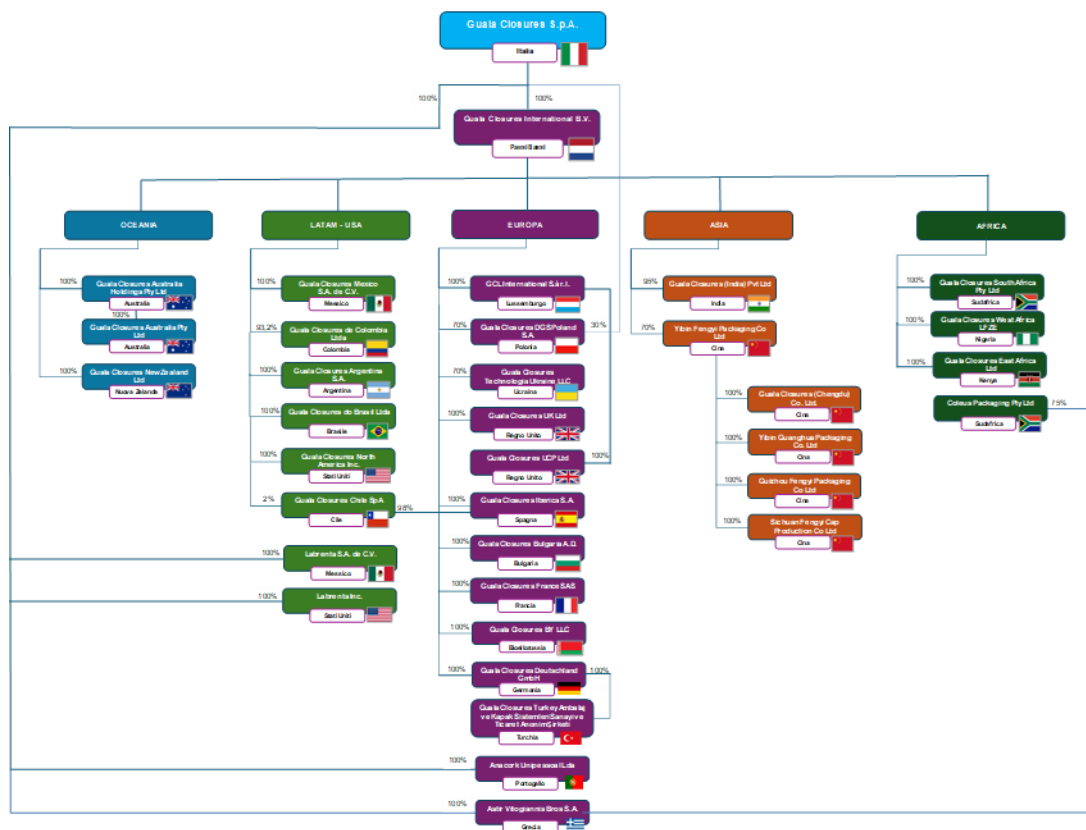 Guala Closures S.p.A.
Italia
100%
100%
Guala Closures International B.V.
Paesi Bassi
OCEANIA
LATAM - USA
EUROPA
ASIA
AFRICA
100%
Guala Closures Australia
Holdings Pty Ltd
Australia
100%
Guala Closures Australia Pty
Ltd
Australia
100%
Guala Closures New Zealand
Ltd
Nuova Zelanda
100%
Guala Closures Mexico
S.A. de C.V.
Messico
93,2%
Guala Closures de Colombia
Ltda
Colombia
100%
Guala Closures Argentina
S.A.
Argentina
100%
Guala Closures do Brasil Ltda
Brasile
100%
Guala Closures North
America Inc.
Stati Uniti
2%
Guala Closures Chile SpA
Cile
98%
100%
Labrenta S.A. de C.V.
Messico
100%
Labrenta Inc.
Stati Uniti
100%
GCL International S.àr.l.
Lussemburgo
70%
Guala Closures DGS Poland
S.A
Polonia
30%
70%
Guala Closures
Technologia Ukraine LLC
Ucraina
100%
Guala Closures UK Ltd
Regno Unito
Guala Closures UCP Ltd
Regno Unito
100%
100%
Guala Closures Iberica S.A.
Spagna
100%
Guala Closures Bulgaria A.D.
Bulgaria
100%
Guala Closures France SAS
Francia
100%
Guala Closures BY LLC
Bielorussia
100%
Guala Closures Deutschland
GmbH
Germania
100%
Guala Closures Turkey Ambalaj
ve Kapak Sistemleri Sanayi ve
Ticaret Anonim Şirketi
Turchia
100%
Anacork Unipessoal Lda
Portogallo
100%
Astir Vitogiannis Bros S.A.
Grecia
95%
Guala Closures (India) Pvt Ltd
India
70%
Yibin Fengyi Packaging Co
Ltd
Cina
100%
Guala Closures (Chengdu)
Co. Ltd.
Cina
100%
Yibin Guanghua Packaging
Co. Ltd
Cina
100%
Guizhou Fengyi Packaging
Co Ltd
Cina
100%
Sichuan Fengyi Cap
Production Co Ltd
Cina
100%
Guala Closures South Africa
Pty Ltd
Sudafrica
100%
Guala Closures West Africa
LFZE
Nigeria
100%
Guala Closures East Africa
Ltd
Kenya
Coleus Packaging Pty Ltd
75%
Sudafrica